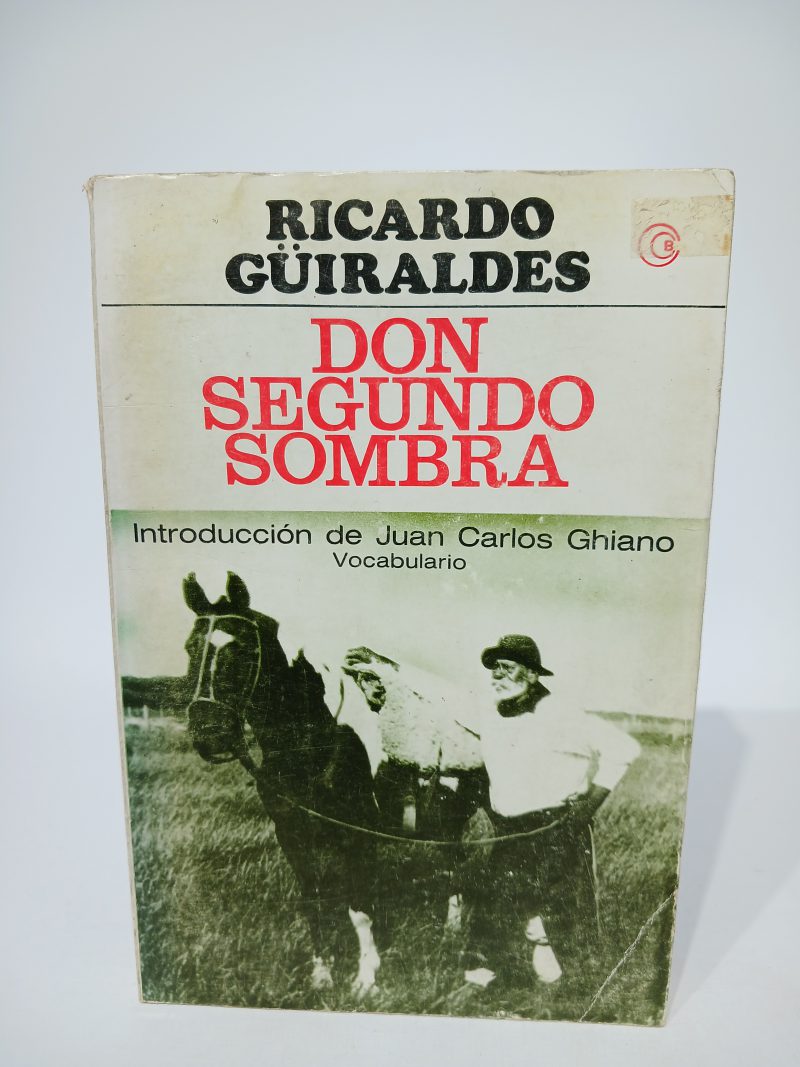 RICARDO
GÜIRALDES
B
DON
SEGUNDO
SOMBRA
Introducción de Juan Carlos Ghiano
Vocabulario